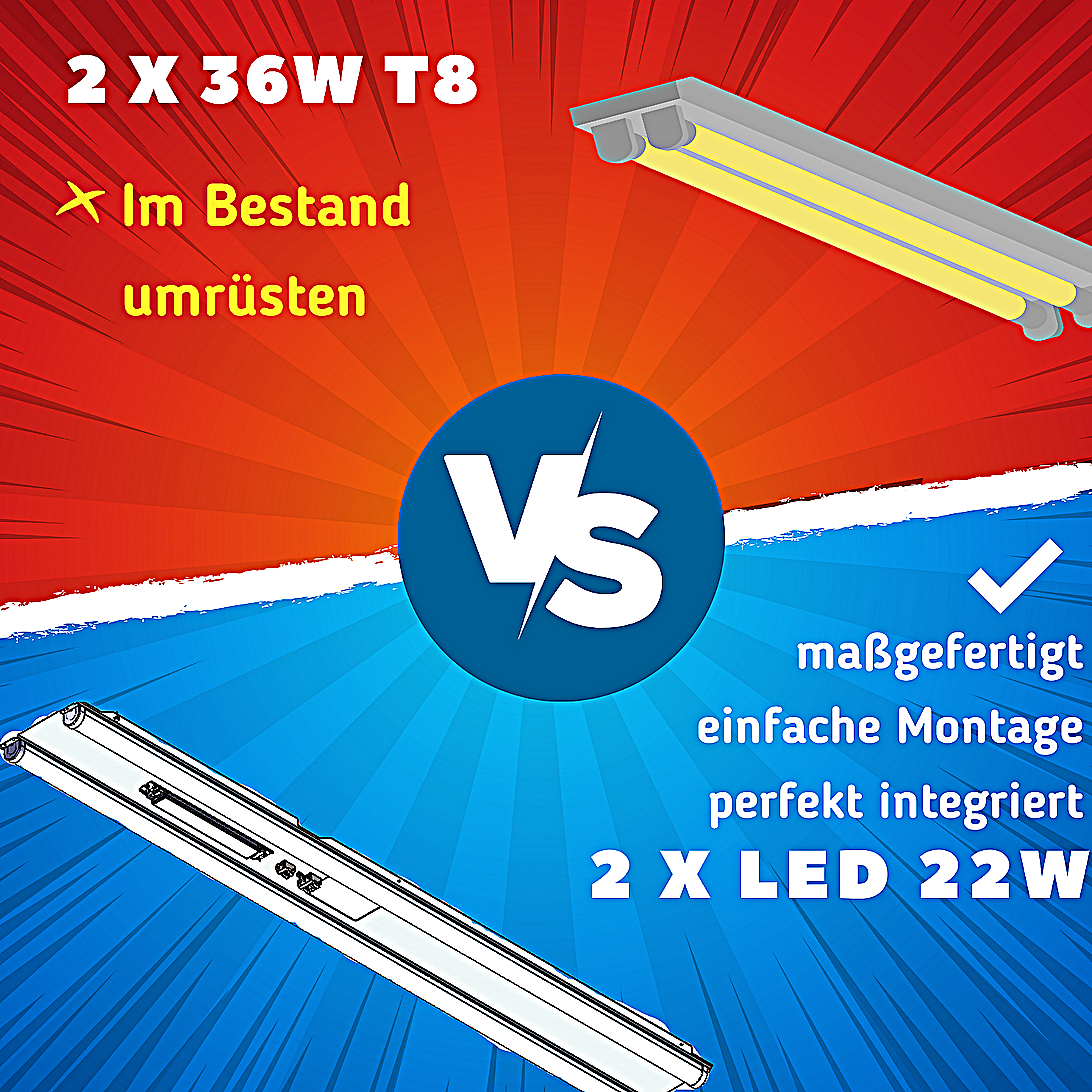 2 X 36W T8
Im Bestand
umrüsten
VS
maßgefertigt
einfache Montage
perfekt integriert
2 X LED 22W